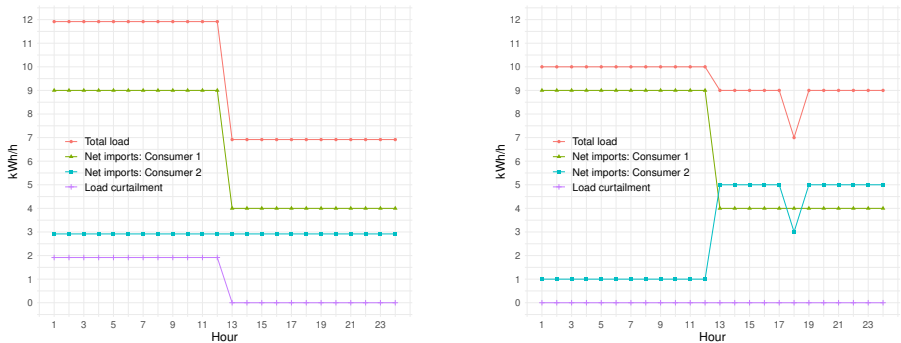 12
11
10
9
8
7
6
5
4
3
2
1
0
kWh/h
Total load
Net imports: Consumer 1
Net imports: Consumer 2
Load curtailment
1 3 5 7 9 11 13 15 17 19 21 23
Hour
12
11
10
9
8
7
6
5
4
3
2
1
0
kWh/h
Total load
Net imports: Consumer 1
Net imports: Consumer 2
Load curtailment
1 3 5 7 9 11 13 15 17 19 21 23
Hour